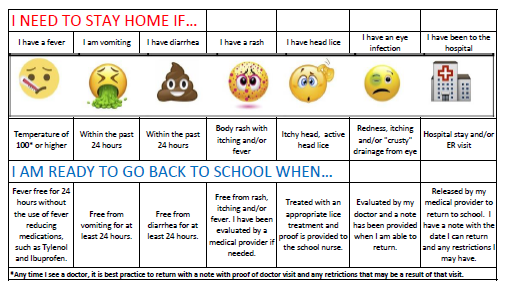 I NEED TO STAY HOME IF…
I have a fever
I am vomiting
I have diarrhea
I have a rash
I have head lice
I have an eye
infection
I have been to the
hospital
Temperature of
100* or higher
Within the past
24 hours
Within the past
24 hours
Body rash with
itching and/or
fever
Itchy head, active
head lice
Redness, itching
and/or "crusty"
drainage from eye
Hospital stay and/or
ER visit
I AM READY TO GO BACK TO SCHOOL WHEN…
Fever free for 24
hours without
the use of fever
reducing
medications,
such as Tylenol
and Ibuprofen.
Free from
vomiting for at
least 24 hours.
Free from
diarrhea for at
least 24 hours.
Free from rash,
itching and/or
fever. I have been
evaluated by a
medical provider if
needed.
Treated with an
appropriate lice
treatment and
proof is provided to
the school nurse.
Evaluated by my
doctor and a note
has been provided
when I am able to
return.
Released by my
medical provider to
return to school. I
have a note with the
date I can return
and any restrictions I
may have.
*Any time I see a doctor, it is best practice to return with a note with proof of doctor visit and any retrictions that may be a result of that visit.